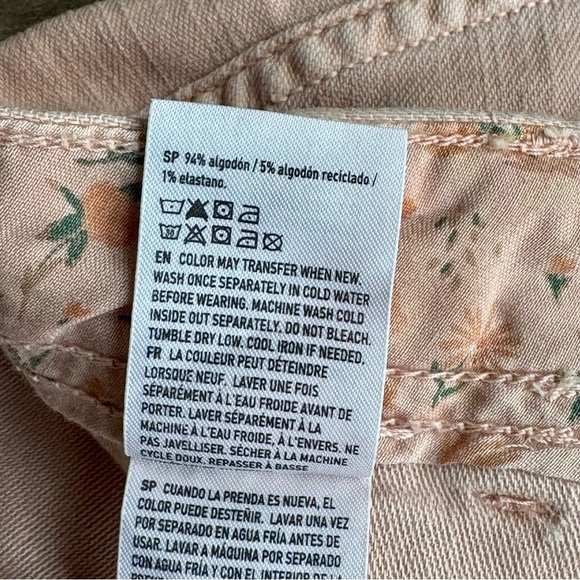 SP 94% algodón / 5% algodón reciclado /
1% elastano.
EN COLOR MAY TRANSFER WHEN NEW.
WASH ONCE SEPARATELY IN COLD WATER
BEFORE WEARING. MACHINE WASH COLD
INSIDE OUT SEPARATELY. DO NOT BLEACH.
TUMBLE DRY LOW. COOL IRON IF NEEDED.
FR LA COULEUR PEUT DÉTEINDRE
LORSQUE NEUF. LAVER UNE FOIS
SÉPARÉMENT À L'EAU FROIDE AVANT DE
PORTER. LAVER SÉPARÉMENT À LA
MACHINE À L'EAU FROIDE, À L'ENVERS. NE
PAS JAVELLISER. SÉCHER À LA MACHINE
CYCLE DOUX. REPASSER À BASSE
SP CUANDO LA PRENDA ES NUEVA, EL
COLOR PUEDE DESTEÑIR. LAVAR UNA VEZ
POR SEPARADO EN AGUA FRÍA ANTES DE
USAR. LAVAR A MÁQUINA POR SEPARADO
CON AGUA FRÍA Y CON EL INTERIOR DE LA